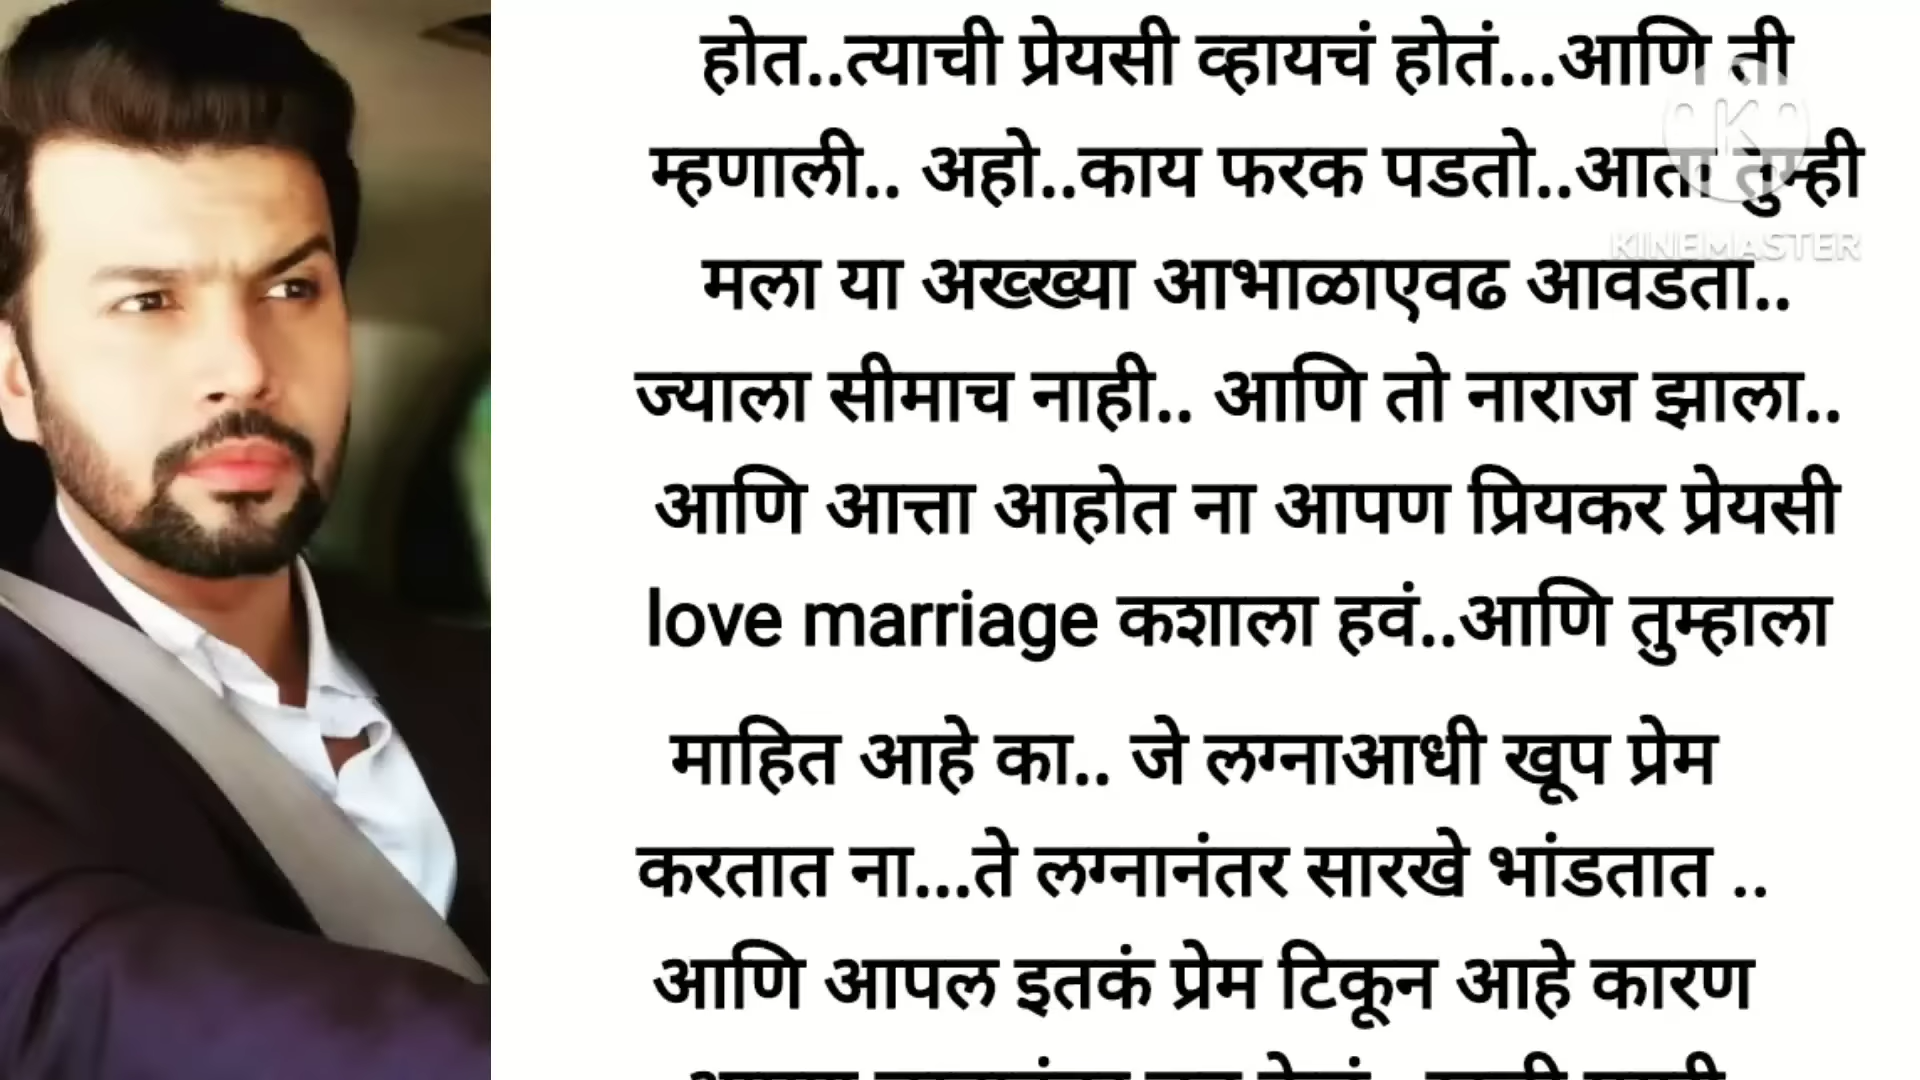 होत..त्याची प्रेयसी व्हायचं होतं...आणि ती
म्हणाली.. अहो..काय फरक पडतो..आता तुम्ही
KINEMASTER
मला या अख्ख्या आभाळाएवढ आवडता..
ज्याला सीमाच नाही.. आणि तो नाराज झाला..
आणि आत्ता आहोत ना आपण प्रियकर प्रेयसी
love marriage कशाला हवं..आणि तुम्हाला
माहित आहे का.. जे लग्नाआधी खूप प्रेम
करतात ना...ते लग्नानंतर सारखे भांडतात ..
आणि आपल इतकं प्रेम टिकून आहे कारण